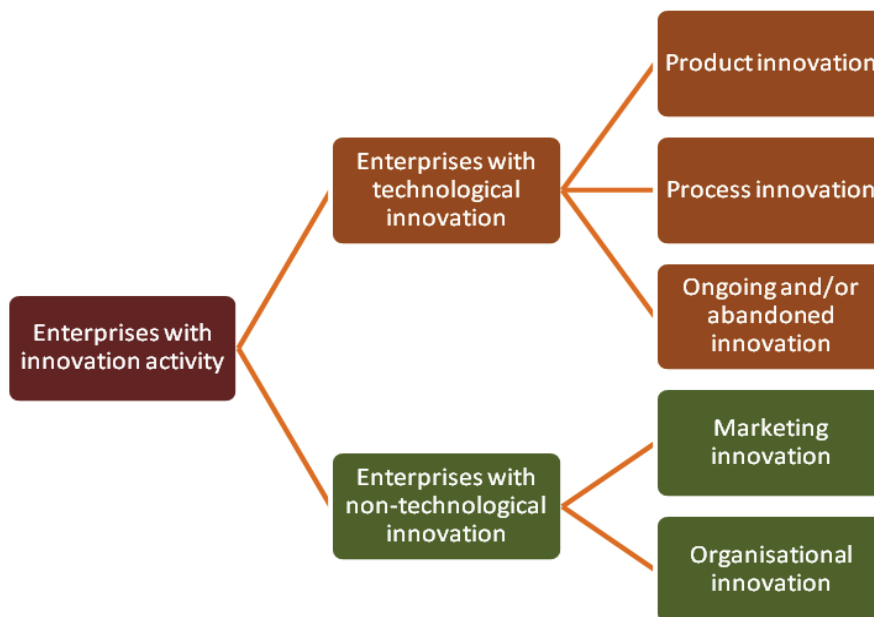 Product innovation
Enterprises with
technological
innovation
Process innovation
Ongoing and/or
abandoned
innovation
Enterprises with
innovation activity
Marketing
innovation
Enterprises with
non-technological
innovation
Organisational
innovation